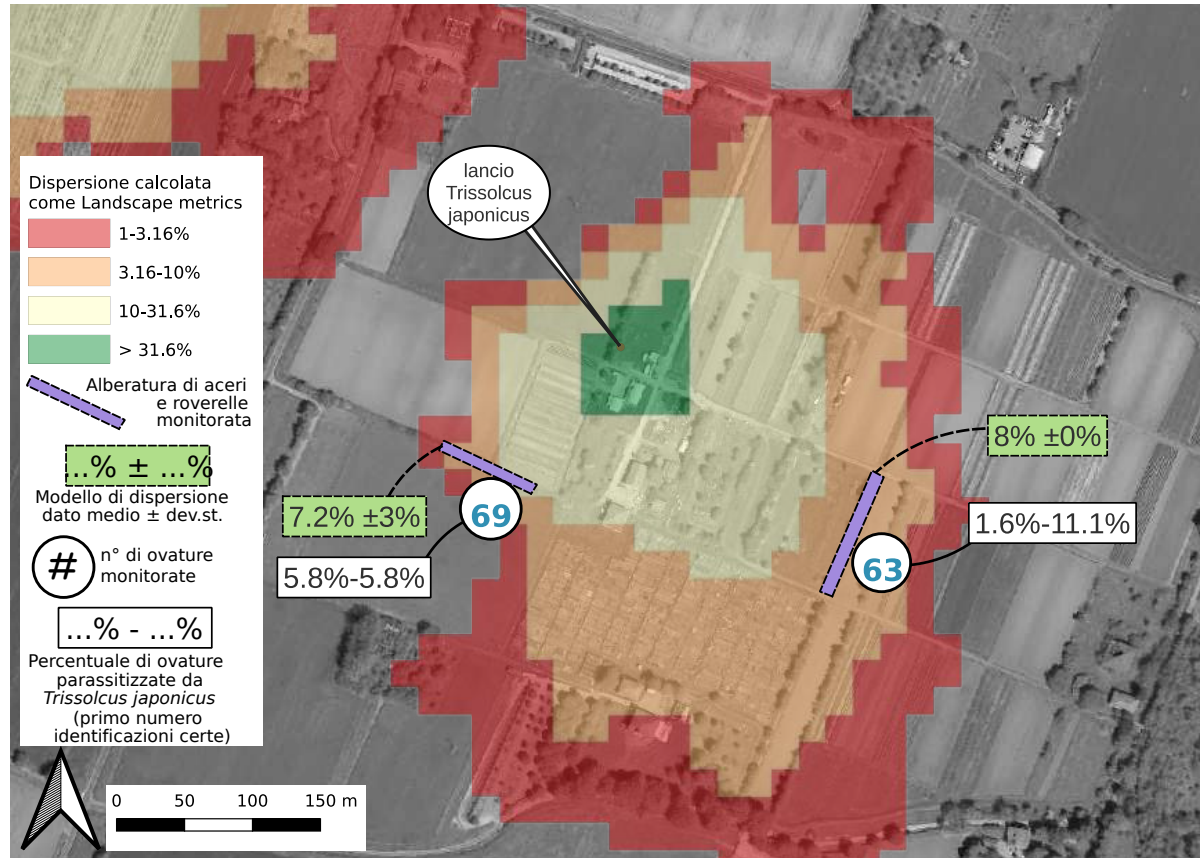 lancio
Trissolcus
japonicus
Dispersione calcolata
come Landscape metrics
1-3.16%
3.16-10%
10-31.6%
> 31.6%
Alberatura di aceri
e roverelle
monitorata
...% ± ...%
Modello di dispersione
dato medio ± dev.st.
#
n° di ovature
monitorate
...% - ...%
Percentuale di ovature
parassitizzate da
Trissolcus japonicus
(primo numero
identificazioni certe)
0 50 100 150 m
7.2% ±3%
69
5.8%-5.8%
8% ±0%
1.6%-11.1%
63